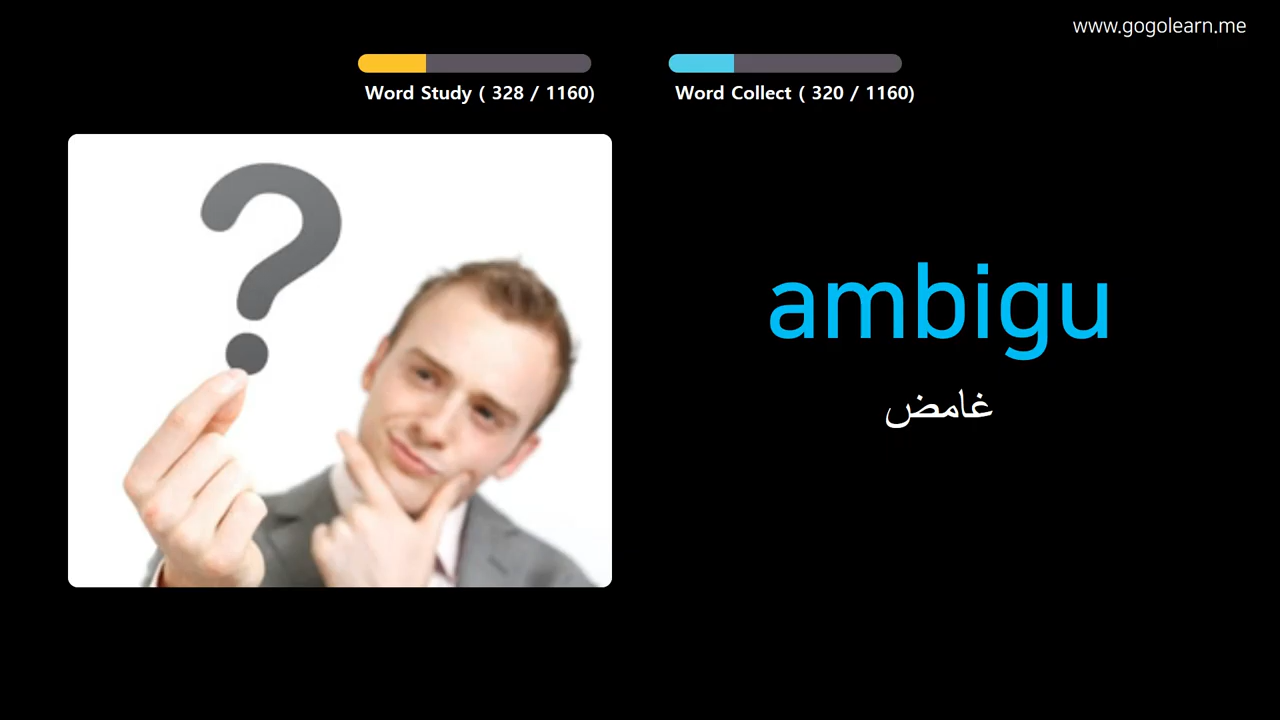 www.gogolearn.me
Word Study ( 328 / 1160)
Word Collect ( 320 / 1160)
ambigu
غامض